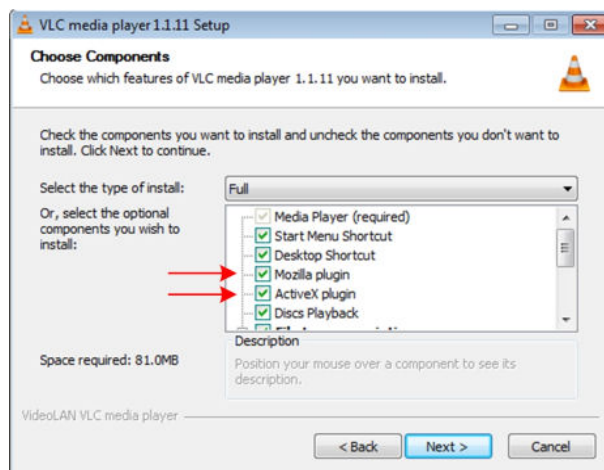 VLC media player 1.1.11 Setup
Choose Components
Choose which features of VLC media player 1.1.11 you want to install.
Check the components you want to install and uncheck the components you don't want to
install. Click Next to continue.
Select the type of install:
Full
Or, select the optional
components you wish to
install:
Media Player (required)
Start Menu Shortcut
Desktop Shortcut
Mozilla plugin
ActiveX plugin
Discs Playback
Space required: 81.0MB
Description
Position your mouse over a component to see its
description.
VideoLAN VLC media player
< Back
Next >
Cancel